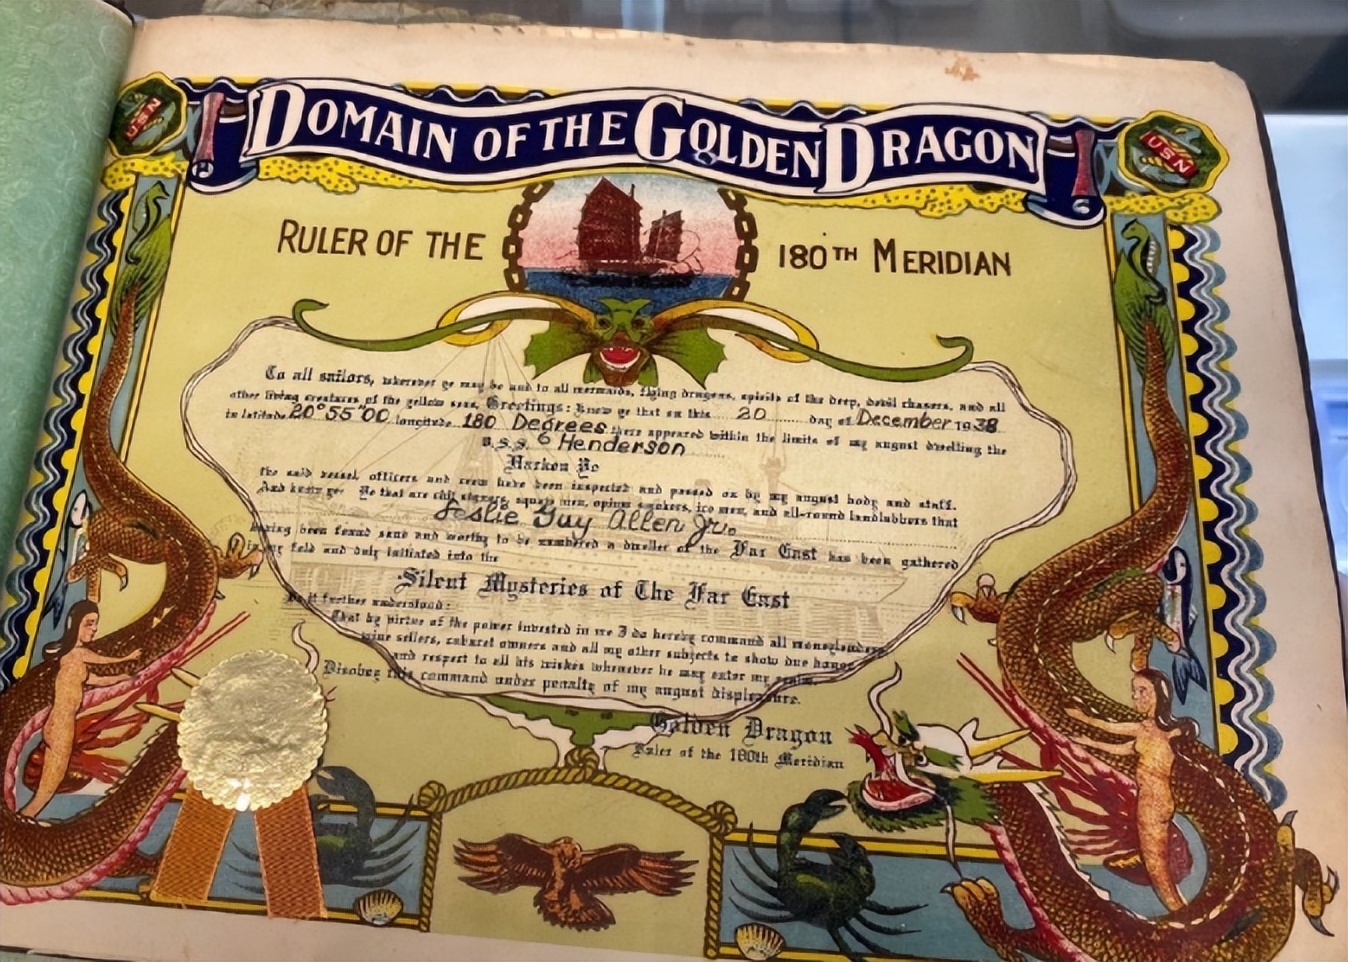 DOMAIN OF THE GOLDEN DRAGON
USN
USN
RULER OF THE 180TH MERIDIAN
To all sailors, wherever ye may be and to all mermaids, flying dragons, spirits of the deep, devil chasers, and all
other living creatures of the yellow seas, Greetings: Know ye that on this 20 day of December 1938
in latitude 20°55"00 longitude 180 Degrees there appeared within the limits of my august dwelling the
U.S.S. Henderson
Harken Ye
the said vessel, officers and crew have been inspected and passed on by my august body and staff.
And know ye: Ye that are chit signers, squaw men, opium smokers, ice men, and all-round landlubbers that
Leslie Guy Allen Jr.
having been found sane and worthy to be numbered a dweller of the Far East has been gathered
in my fold and duly initiated into the
Silent Mysteries of The Far East
Be it further understood:
That by virtue of the power invested in me I do hereby command all moneylenders
wine sellers, cabaret owners and all my other subjects to show due honor
and respect to all his wishes whenever he may enter my realm.
Disobey this command under penalty of my august displeasure.
Golden Dragon
Ruler of the 180th Meridian